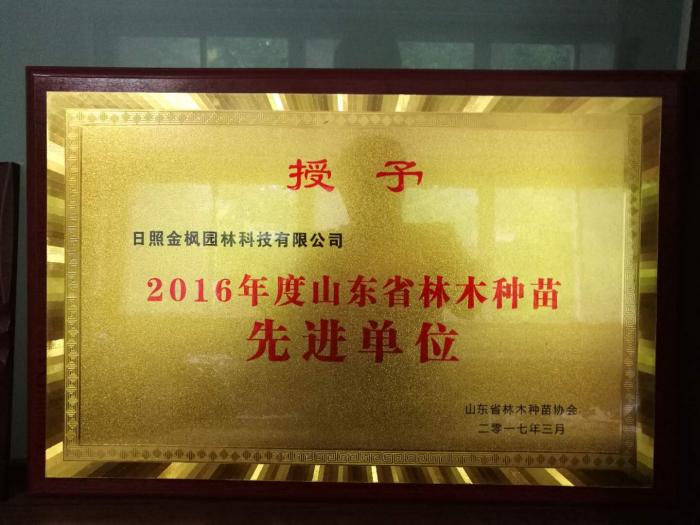 授 予
日照金枫园林科技有限公司
2016年度山东省林木种苗
先进单位
山东省林木种苗协会
二零一七年三月